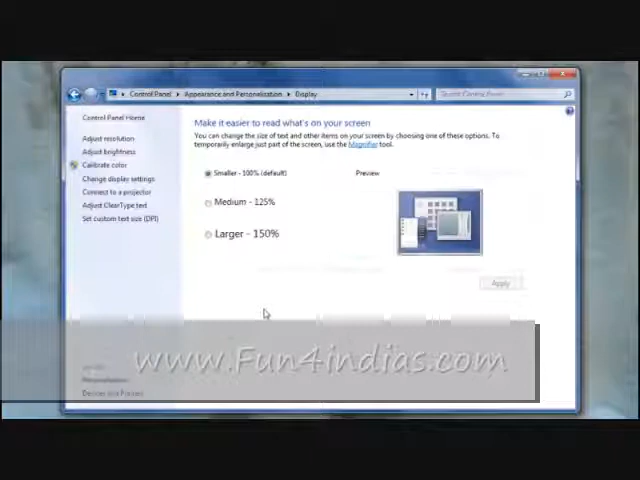 Control Panel ▸ Appearance and Personalization ▸ Display
Search Control Panel
Control Panel Home
Adjust resolution
Adjust brightness
Calibrate color
Change display settings
Connect to a projector
Adjust ClearType text
Set custom text size (DPI)
Make it easier to read what's on your screen
You can change the size of text and other items on your screen by choosing one of these options. To
temporarily enlarge just part of the screen, use the Magnifier tool.
Smaller - 100% (default)
Preview
Medium - 125%
Larger - 150%
Apply
www.Fun4indias.com
Personalization
Devices and Printers